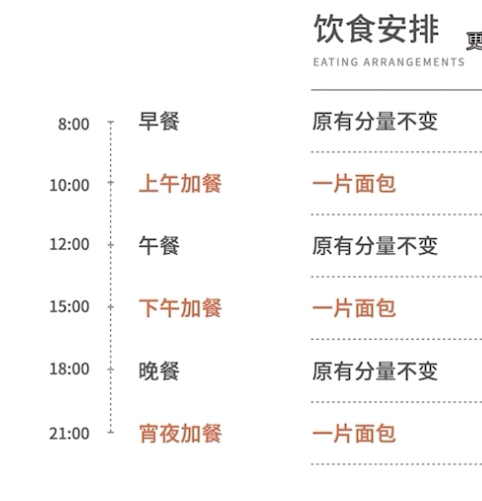 饮食安排
EATING ARRANGEMENTS
8:00 早餐 原有分量不变
10:00 上午加餐 一片面包
12:00 午餐 原有分量不变
15:00 下午加餐 一片面包
18:00 晚餐 原有分量不变
21:00 宵夜加餐 一片面包